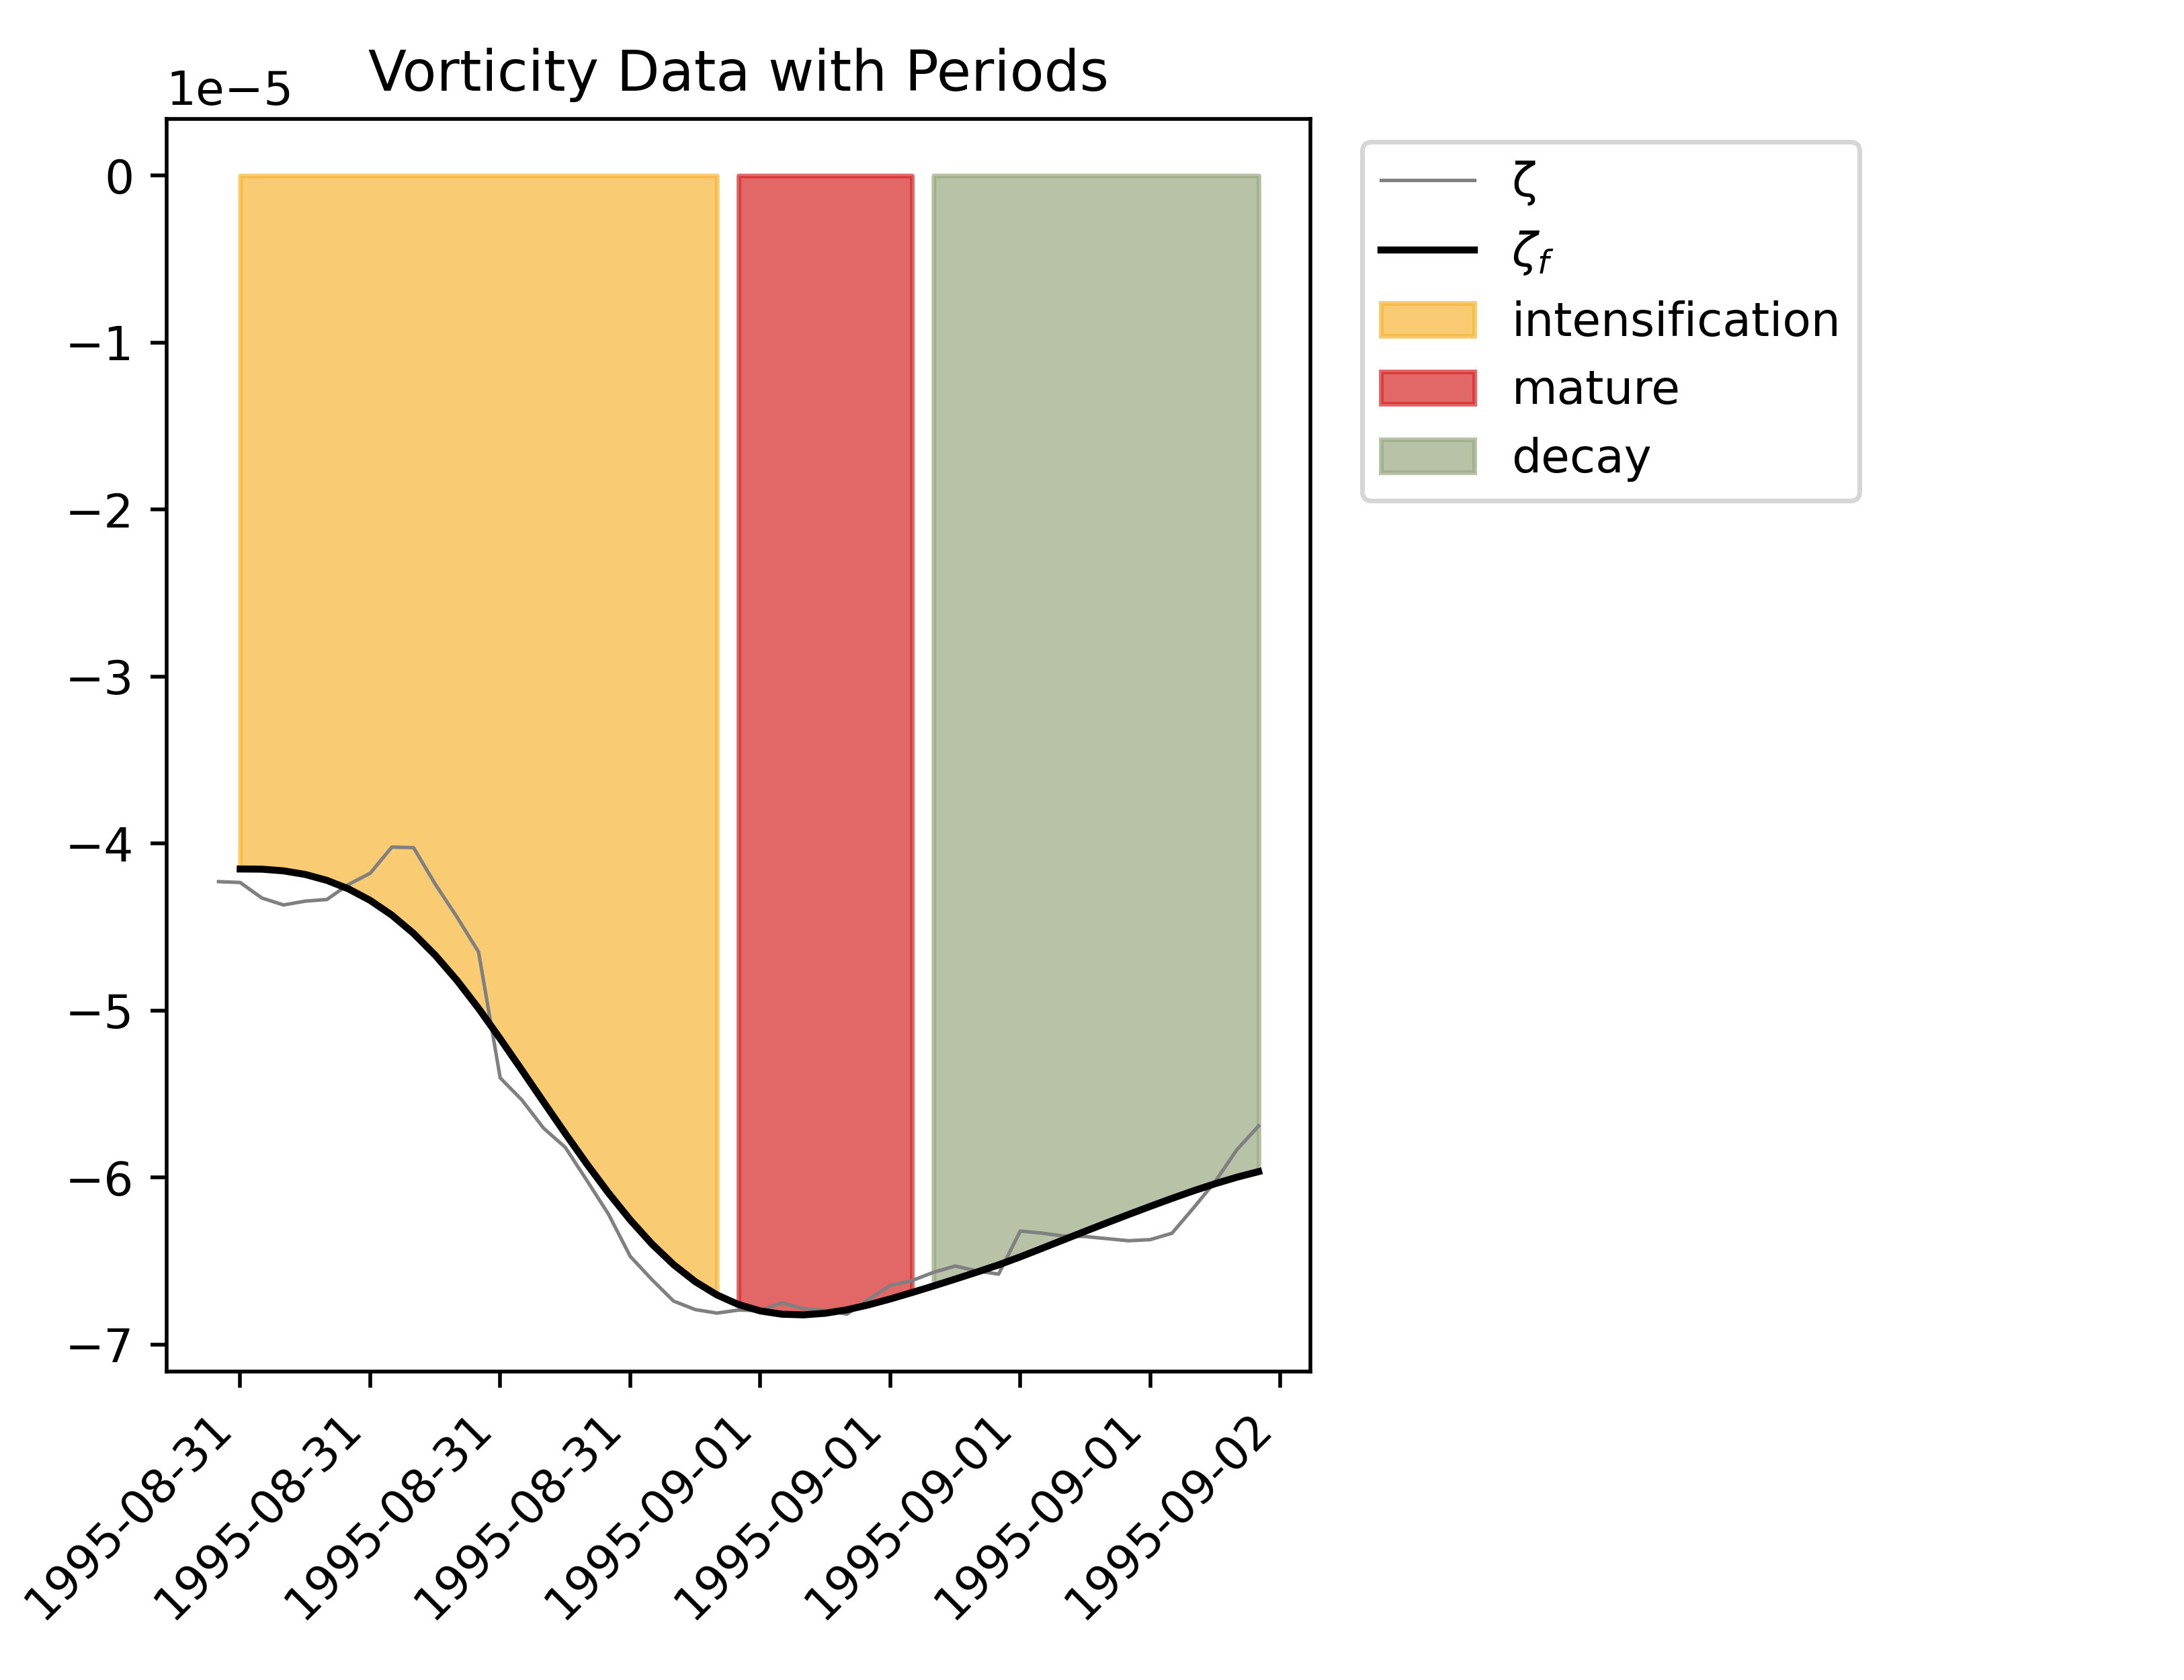 Vorticity Data with Periods
1e−5
0
−1
−2
−3
−4
−5
−6
−7
1995-08-31
1995-08-31
1995-08-31
1995-08-31
1995-09-01
1995-09-01
1995-09-01
1995-09-01
1995-09-02
ζ
ζf
intensification
mature
decay